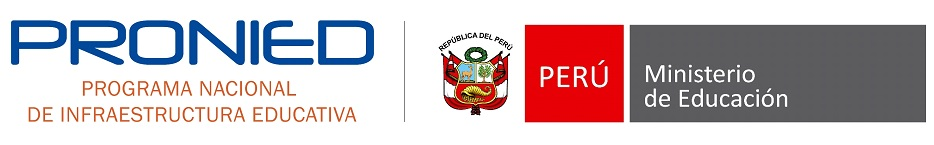 PRONIED
PROGRAMA NACIONAL
DE INFRAESTRUCTURA EDUCATIVA
REPÚBLICA DEL PERÚ
PERÚ
Ministerio
de Educación